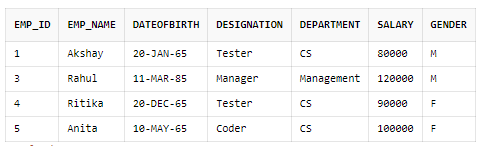 EMP_ID EMP_NAME DATEOFBIRTH DESIGNATION DEPARTMENT SALARY GENDER
1 Akshay 20-JAN-65 Tester CS 80000 M
3 Rahul 11-MAR-85 Manager Management 120000 M
4 Ritika 20-DEC-65 Tester CS 90000 F
5 Anita 10-MAY-65 Coder CS 100000 F